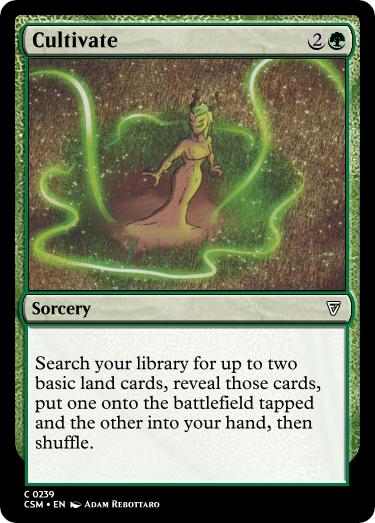 Cultivate 2
Sorcery
Search your library for up to two
basic land cards, reveal those cards,
put one onto the battlefield tapped
and the other into your hand, then
shuffle.
C 0239
CSM • EN Adam Rebottaro